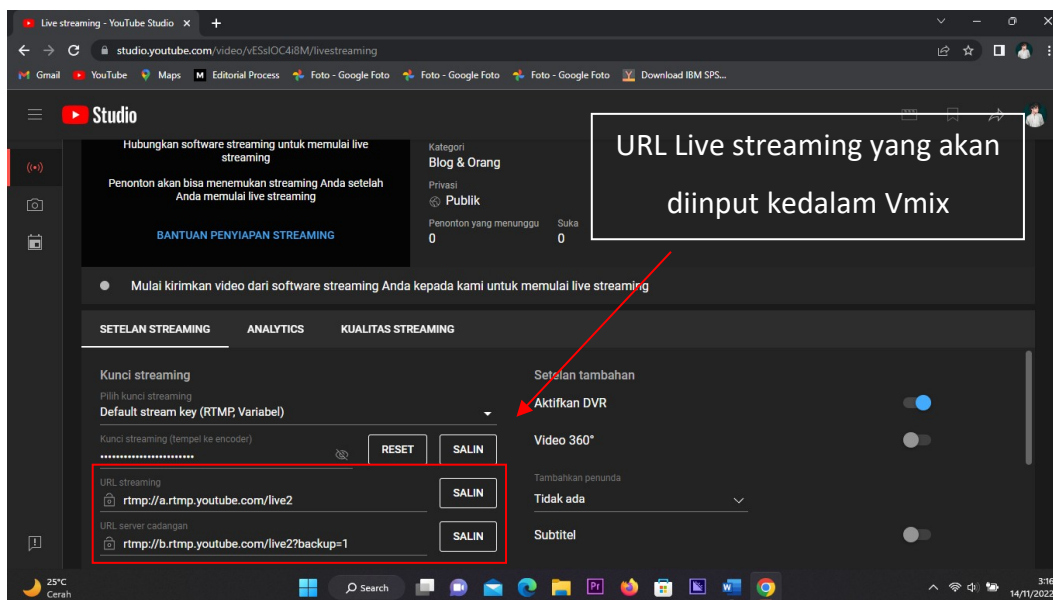 Live streaming - YouTube Studio
studio.youtube.com/video/vESsIOC4i8M/livestreaming
Gmail YouTube Maps Editorial Process Foto - Google Foto Foto - Google Foto Foto - Google Foto Download IBM SPS...
Studio
URL Live streaming yang akan
diinput kedalam Vmix
Hubungkan software streaming untuk memulai live
streaming
Penonton akan bisa menemukan streaming Anda setelah
Anda memulai live streaming
BANTUAN PENYIAPAN STREAMING
Kategori
Blog & Orang
Privasi
Publik
Penonton yang menunggu Suka
0 0
Mulai kirimkan video dari software streaming Anda kepada kami untuk memulai live streaming
SETELAN STREAMING ANALYTICS KUALITAS STREAMING
Kunci streaming
Pilih kunci streaming
Default stream key (RTMP, Variabel)
Kunci streaming (tempel ke encoder)
•••••••••••••••••••••••• RESET SALIN
URL streaming
rtmp://a.rtmp.youtube.com/live2 SALIN
URL server cadangan
rtmp://b.rtmp.youtube.com/live2?backup=1 SALIN
Setelan tambahan
Aktifkan DVR
Video 360°
Tambahkan penunda
Tidak ada
Subtitel
25°C
Cerah
Search
3:16
14/11/2022